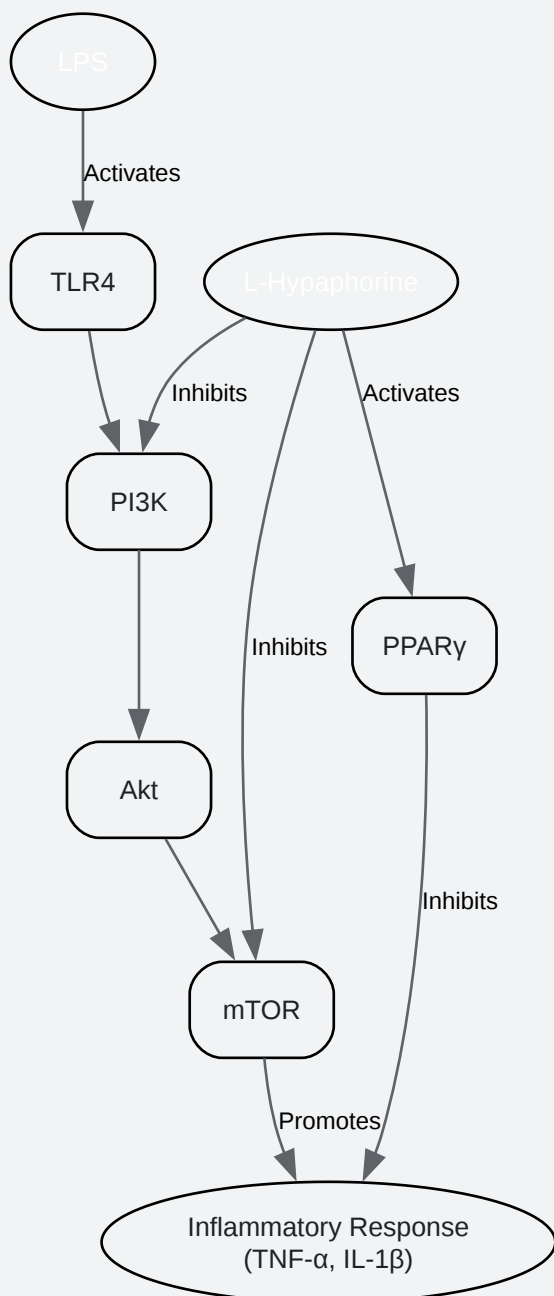 LPS
Activates
TLR4
L-Hypaphorine
Inhibits
Activates
PI3K
Inhibits
PPARγ
Akt
Inhibits
mTOR
Promotes
Inflammatory Response
(TNF-α, IL-1β)